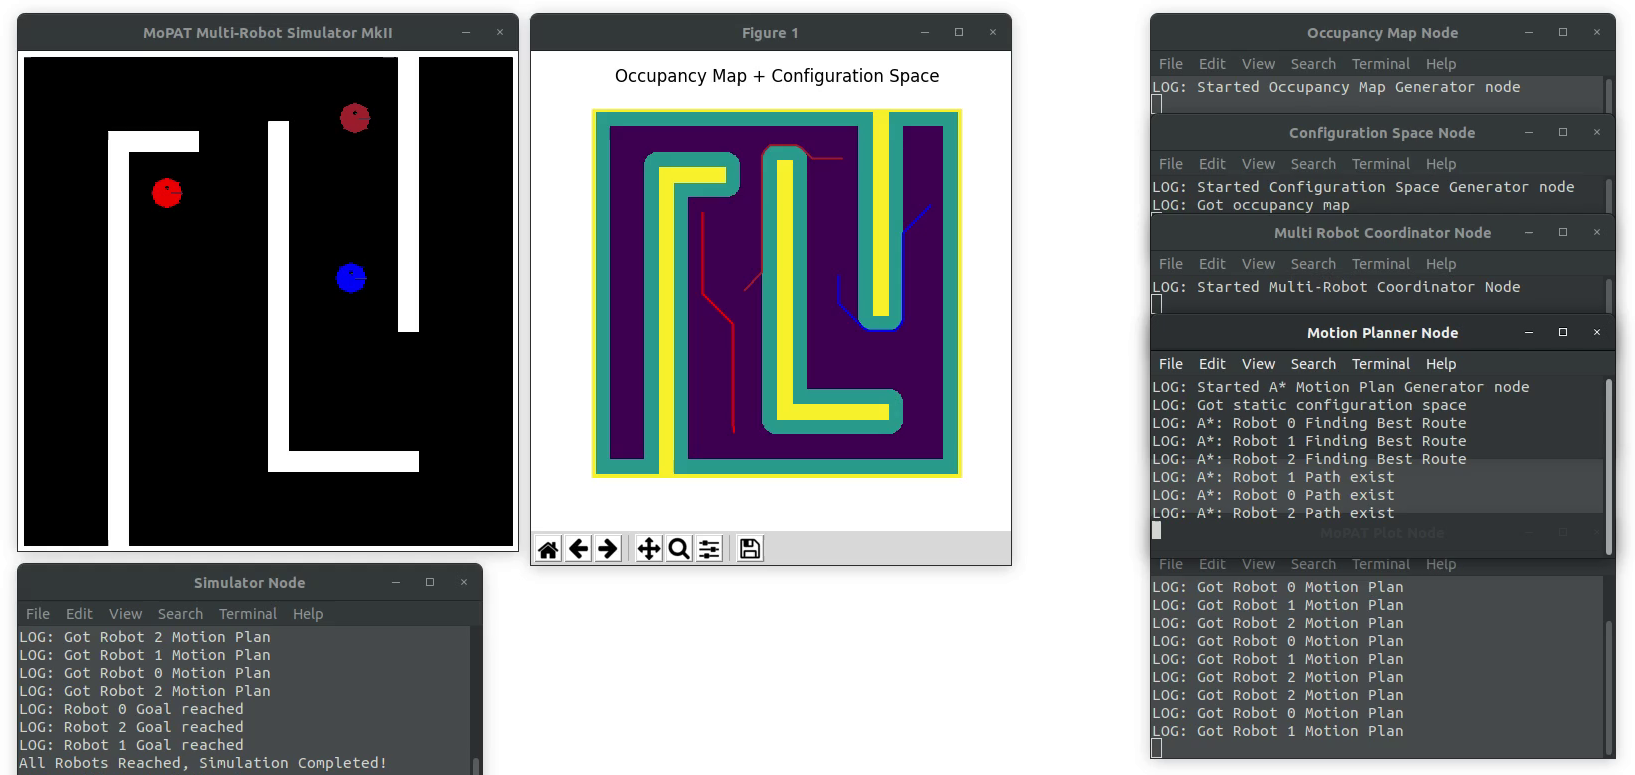 MoPAT Multi-Robot Simulator MkII
Figure 1
Occupancy Map + Configuration Space
Simulator Node
File Edit View Search Terminal Help
LOG: Got Robot 2 Motion Plan
LOG: Got Robot 1 Motion Plan
LOG: Got Robot 0 Motion Plan
LOG: Got Robot 2 Motion Plan
LOG: Robot 0 Goal reached
LOG: Robot 2 Goal reached
LOG: Robot 1 Goal reached
All Robots Reached, Simulation Completed!
Occupancy Map Node
File Edit View Search Terminal Help
LOG: Started Occupancy Map Generator node
Configuration Space Node
File Edit View Search Terminal Help
LOG: Started Configuration Space Generator node
LOG: Got occupancy map
Multi Robot Coordinator Node
File Edit View Search Terminal Help
LOG: Started Multi-Robot Coordinator Node
Motion Planner Node
File Edit View Search Terminal Help
LOG: Started A* Motion Plan Generator node
LOG: Got static configuration space
LOG: A*: Robot 0 Finding Best Route
LOG: A*: Robot 1 Finding Best Route
LOG: A*: Robot 2 Finding Best Route
LOG: A*: Robot 1 Path exist
LOG: A*: Robot 0 Path exist
LOG: A*: Robot 2 Path exist
MoPAT Plot Node
File Edit View Search Terminal Help
LOG: Got Robot 0 Motion Plan
LOG: Got Robot 1 Motion Plan
LOG: Got Robot 2 Motion Plan
LOG: Got Robot 0 Motion Plan
LOG: Got Robot 1 Motion Plan
LOG: Got Robot 2 Motion Plan
LOG: Got Robot 2 Motion Plan
LOG: Got Robot 0 Motion Plan
LOG: Got Robot 1 Motion Plan